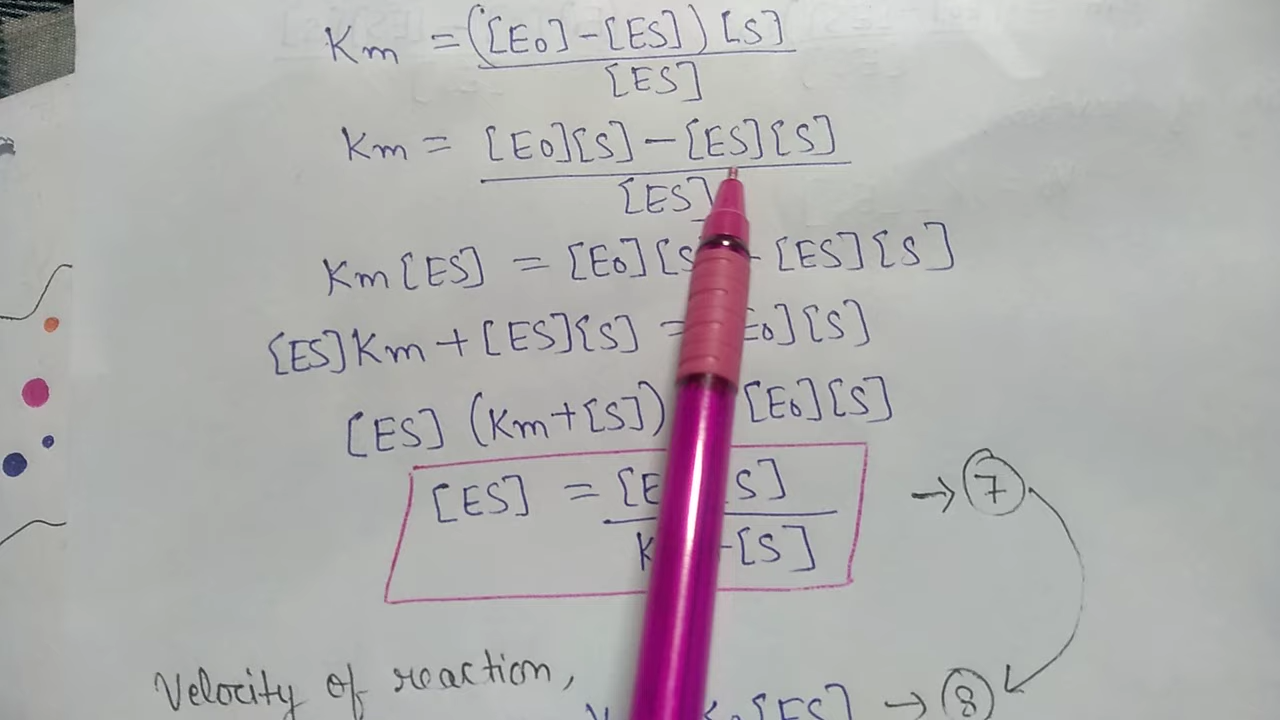 Km = ([E0]-[ES])[S]
[ES]
Km = [E0][S]-[ES][S]
[ES]
Km[ES] = [E0][S - [ES][S]
[ES]Km+[ES][S] = E0][S]
[ES] (Km+[S]) [E0][S]
[ES] = [E S] → 7
K -[S]
Velocity of reaction,
[ES] → 8